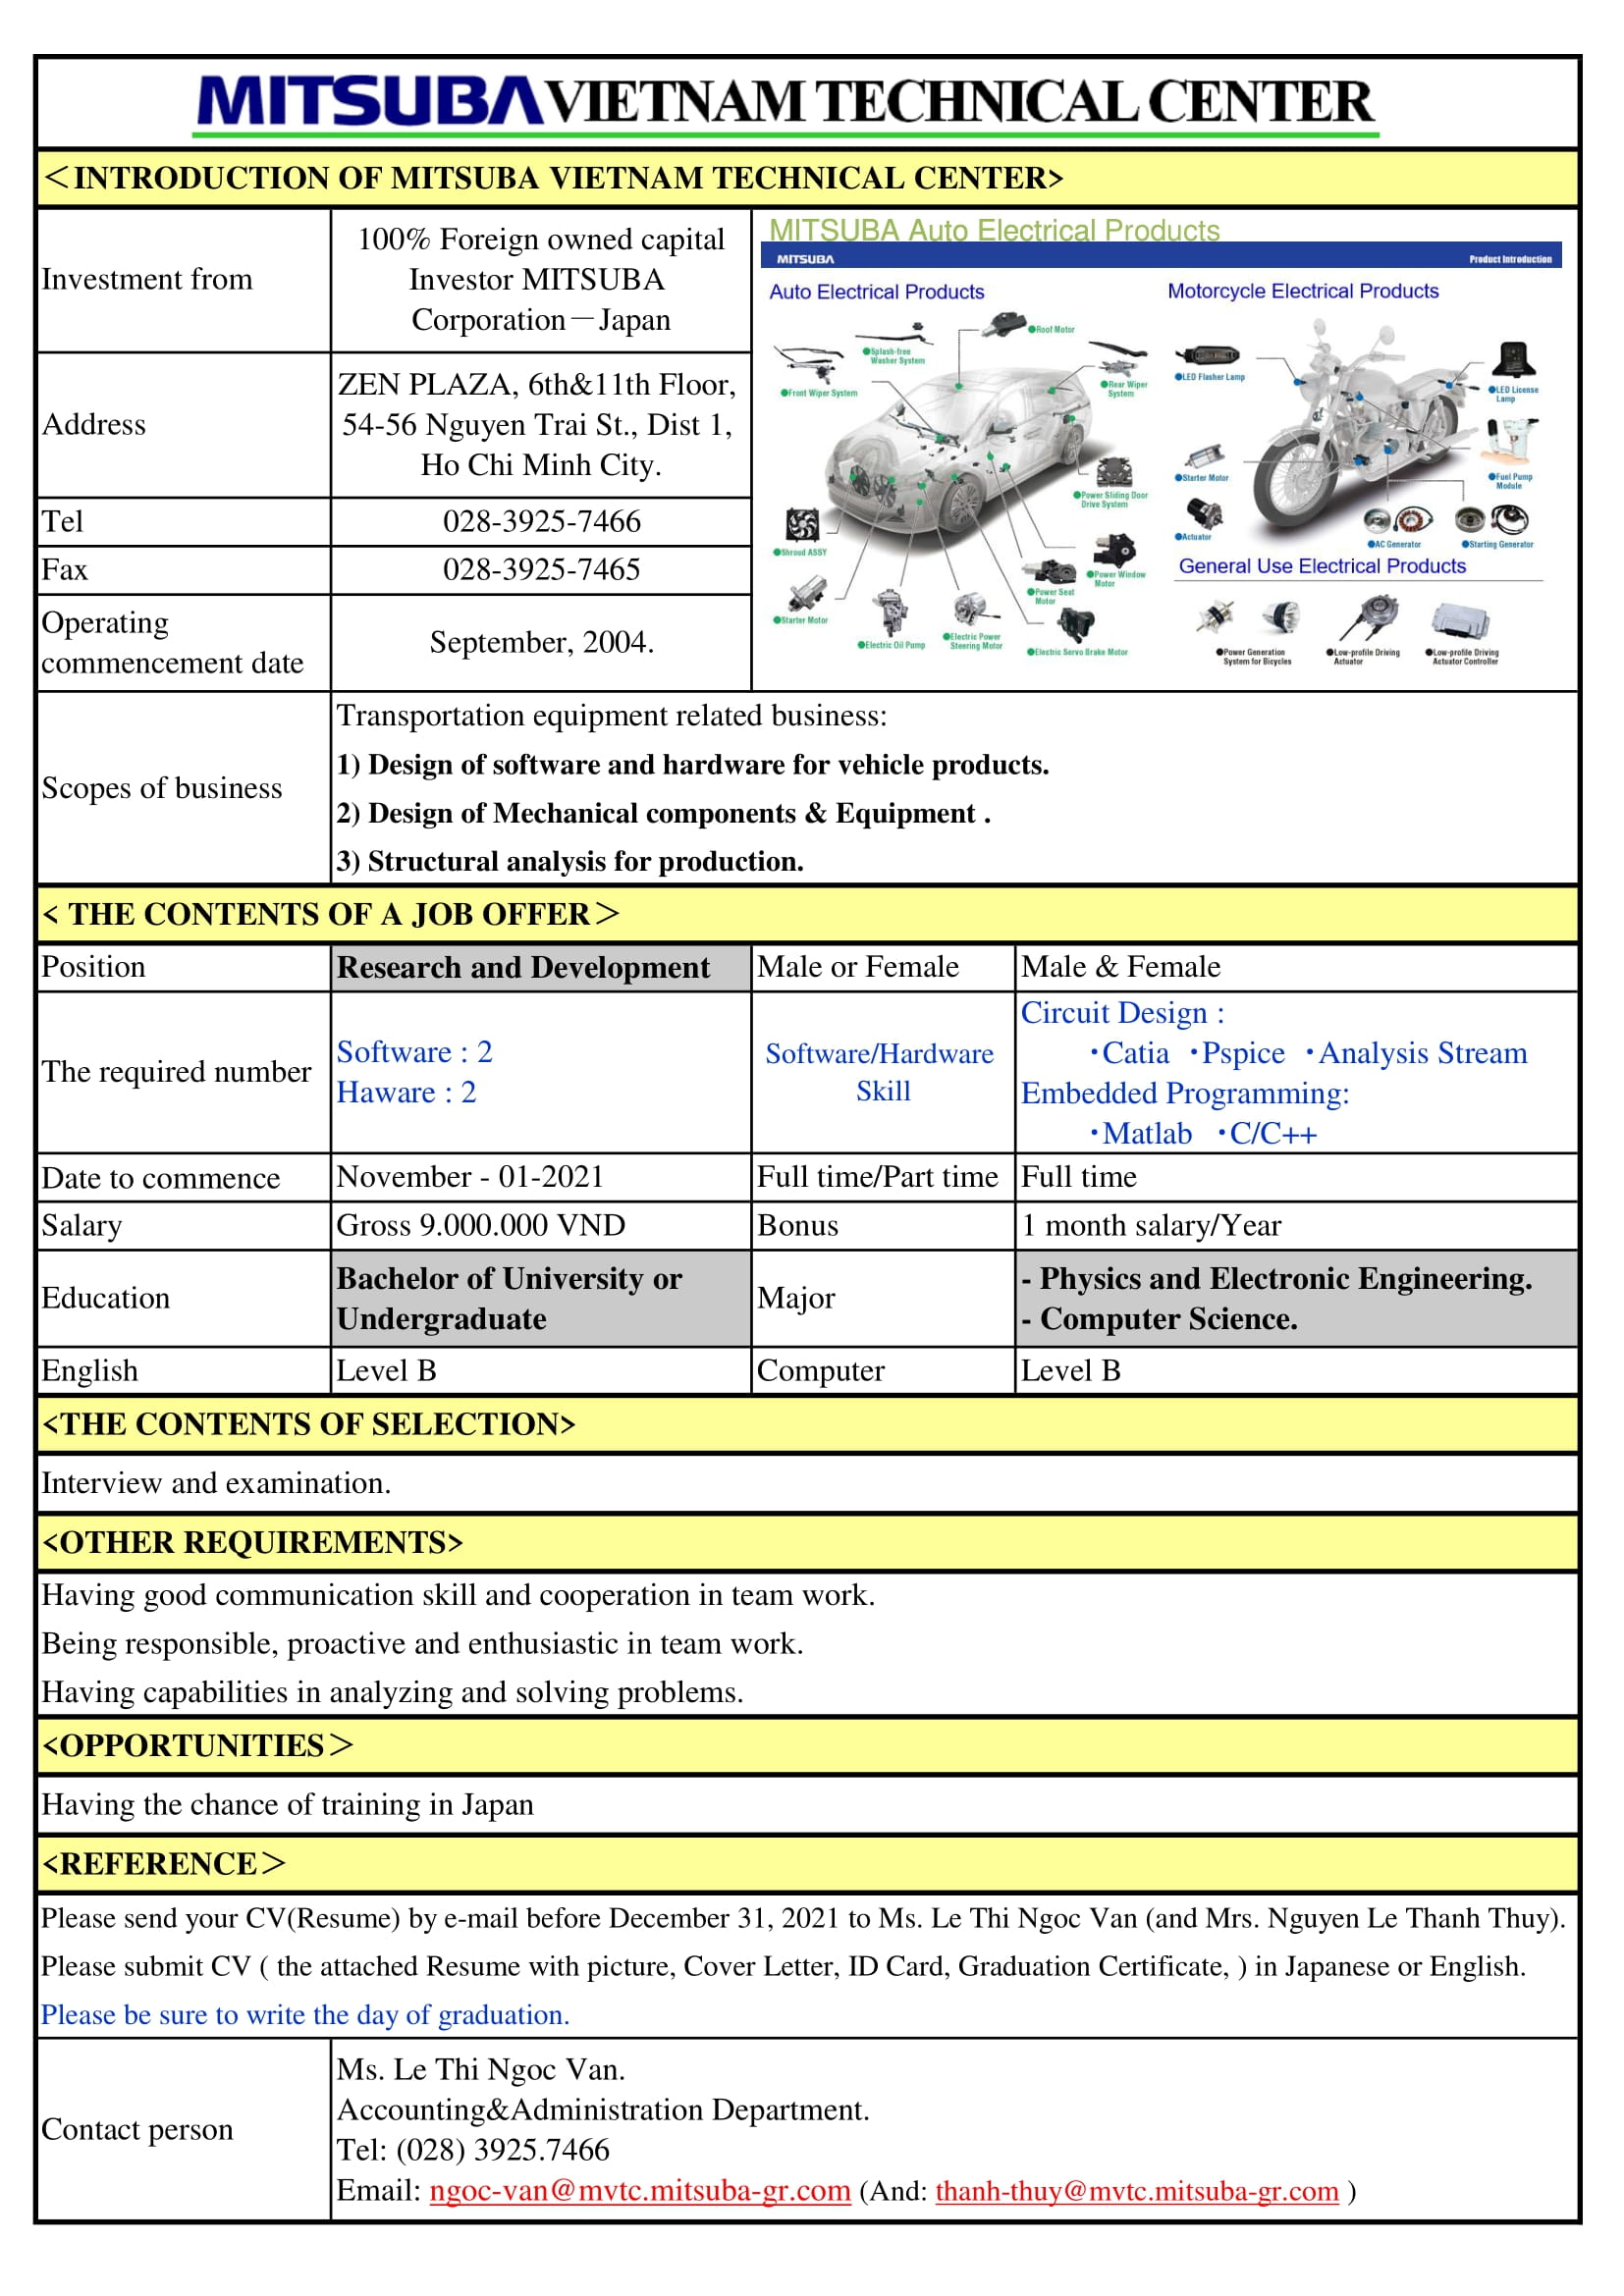 MITSUBA VIETNAM TECHNICAL CENTER
＜INTRODUCTION OF MITSUBA VIETNAM TECHNICAL CENTER>
Investment from
100% Foreign owned capital
Investor MITSUBA
Corporation－Japan
Address
ZEN PLAZA, 6th&11th Floor,
54-56 Nguyen Trai St., Dist 1,
Ho Chi Minh City.
Tel
028-3925-7466
Fax
028-3925-7465
Operating
commencement date
September, 2004.
MITSUBA Auto Electrical Products
MITSUBA
Product Introduction
Auto Electrical Products
●Roof Motor
●Splash-free
Washer System
●Front Wiper System
●Rear Wiper
System
●Power Sliding Door
Drive System
●Shroud ASSY
●Power Window
Motor
●Power Seat
Motor
●Starter Motor
●Electric Oil Pump
●Electric Power
Steering Motor
●Electric Servo Brake Motor
Motorcycle Electrical Products
●LED Flasher Lamp
●LED License
Lamp
●Starter Motor
●Fuel Pump
Module
●Actuator
●AC Generator
●Starting Generator
General Use Electrical Products
●Power Generation
System for Bicycles
●Low-profile Driving
Actuator
●Low-profile Driving
Actuator Controller
Scopes of business
Transportation equipment related business:
1) Design of software and hardware for vehicle products.
2) Design of Mechanical components & Equipment .
3) Structural analysis for production.
< THE CONTENTS OF A JOB OFFER＞
Position
Research and Development
Male or Female
Male & Female
The required number
Software : 2
Haware : 2
Software/Hardware
Skill
Circuit Design :
・Catia ・Pspice ・Analysis Stream
Embedded Programming:
・Matlab ・C/C++
Date to commence
November - 01-2021
Full time/Part time
Full time
Salary
Gross 9.000.000 VND
Bonus
1 month salary/Year
Education
Bachelor of University or
Undergraduate
Major
- Physics and Electronic Engineering.
- Computer Science.
English
Level B
Computer
Level B
<THE CONTENTS OF SELECTION>
Interview and examination.
<OTHER REQUIREMENTS>
Having good communication skill and cooperation in team work.
Being responsible, proactive and enthusiastic in team work.
Having capabilities in analyzing and solving problems.
<OPPORTUNITIES＞
Having the chance of training in Japan
<REFERENCE＞
Please send your CV(Resume) by e-mail before December 31, 2021 to Ms. Le Thi Ngoc Van (and Mrs. Nguyen Le Thanh Thuy).
Please submit CV ( the attached Resume with picture, Cover Letter, ID Card, Graduation Certificate, ) in Japanese or English.
Please be sure to write the day of graduation.
Contact person
Ms. Le Thi Ngoc Van.
Accounting&Administration Department.
Tel: (028) 3925.7466
Email: ngoc-van@mvtc.mitsuba-gr.com (And: thanh-thuy@mvtc.mitsuba-gr.com )